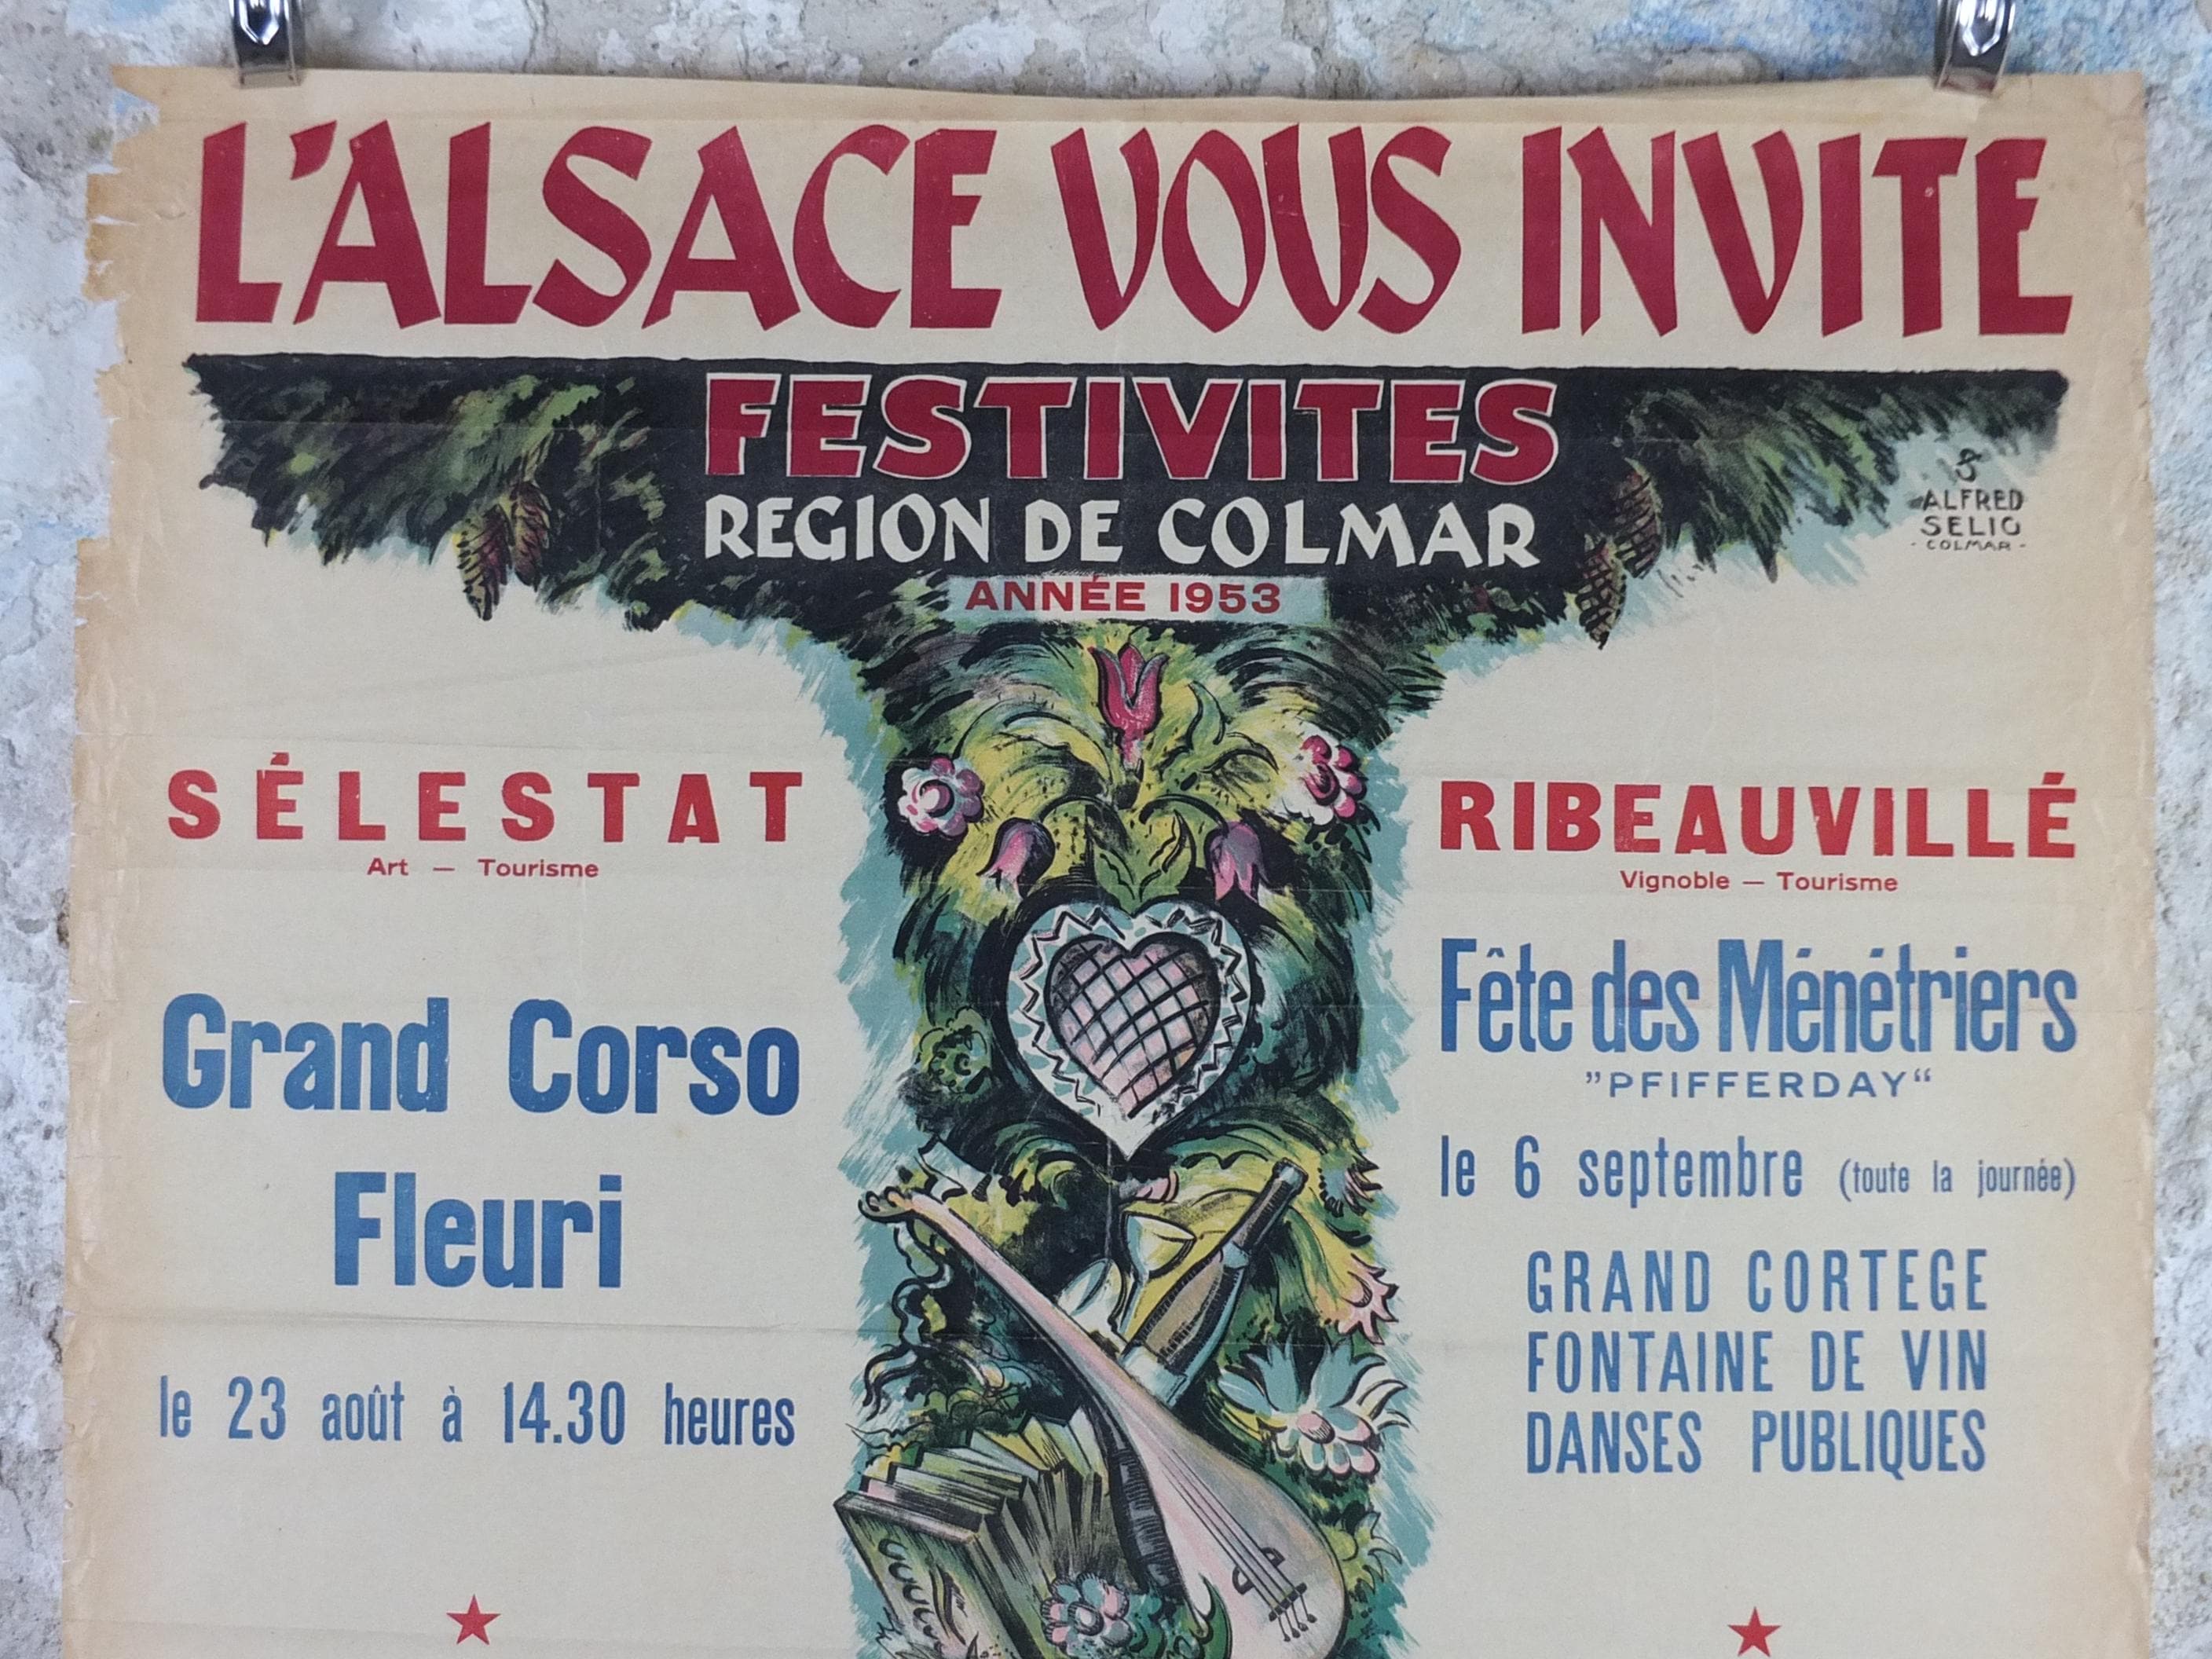 L'ALSACE VOUS INVITE
FESTIVITES
REGION DE COLMAR
ANNÉE 1953
ALFRED
SELIG
- COLMAR -
SÉLESTAT
Art — Tourisme
Grand Corso
Fleuri
le 23 août à 14.30 heures
RIBEAUVILLÉ
Vignoble — Tourisme
Fête des Ménétriers
"PFIFFERDAY"
le 6 septembre (toute la journée)
GRAND CORTEGE
FONTAINE DE VIN
DANSES PUBLIQUES